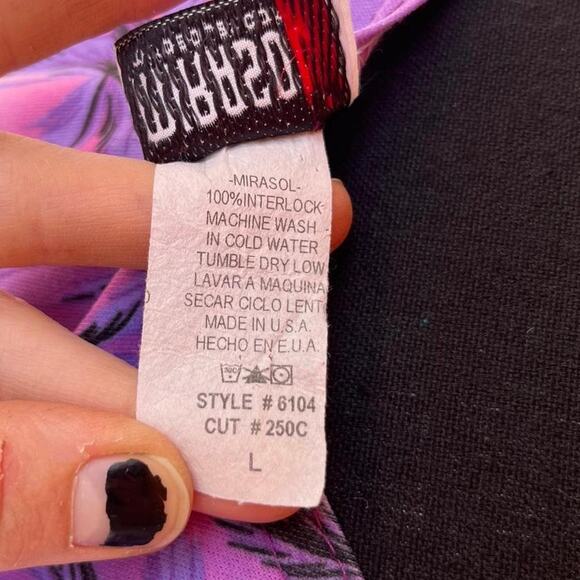 MIRASOL
-MIRASOL-
100%INTERLOCK
MACHINE WASH
IN COLD WATER
TUMBLE DRY LOW
LAVAR A MAQUINA
SECAR CICLO LENTO
MADE IN U.S.A.
HECHO EN E.U.A.
STYLE # 6104
CUT # 250C
L